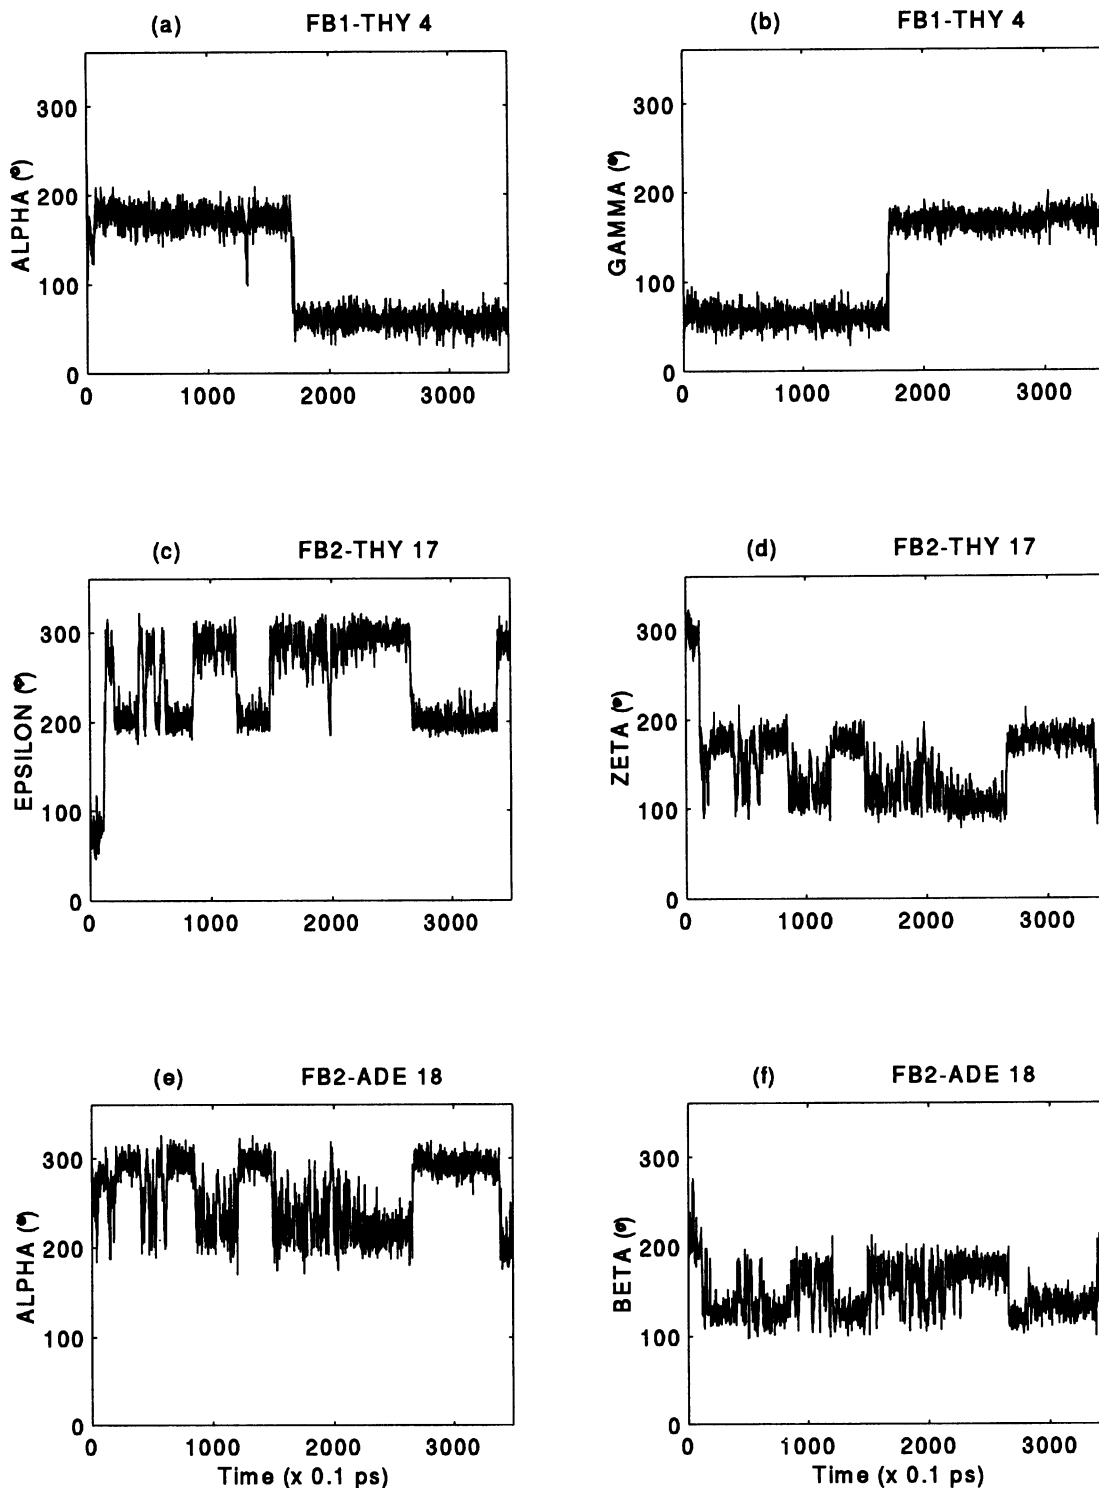 (a) FB1-THY 4
(b) FB1-THY 4
300
200
100
0
ALPHA (º)
0 1000 2000 3000
300
200
100
0
GAMMA (º)
0 1000 2000 3000
(c) FB2-THY 17
(d) FB2-THY 17
300
200
100
0
EPSILON (º)
0 1000 2000 3000
300
200
100
0
ZETA (º)
0 1000 2000 3000
(e) FB2-ADE 18
(f) FB2-ADE 18
300
200
100
0
ALPHA (º)
0 1000 2000 3000
Time (x 0.1 ps)
300
200
100
0
BETA (º)
0 1000 2000 3000
Time (x 0.1 ps)